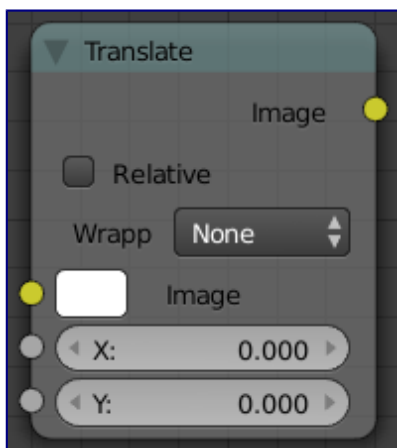 Translate
Image
Relative
Wrapp None
Image
X: 0.000
Y: 0.000